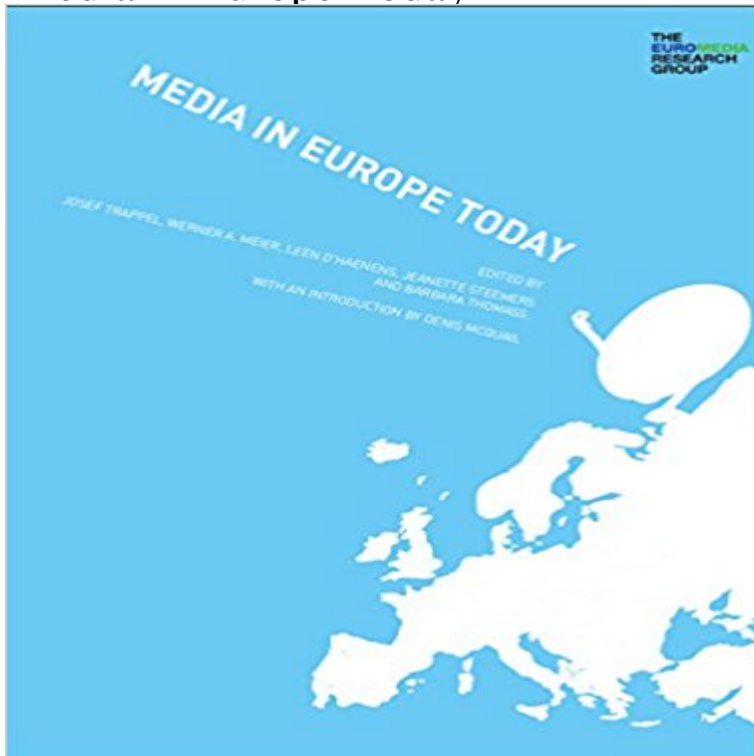 THE
EUROMEDIA
RESEARCH
GROUP
MEDIA IN EUROPE TODAY
EDITED BY
JOSEF TRAPPEL, WERNER A. MEIER, LEEN D'HAENENS, JEANETTE STEEMERS
AND BARBARA THOMASS.
WITH AN INTRODUCTION BY DENIS MCQUAIL